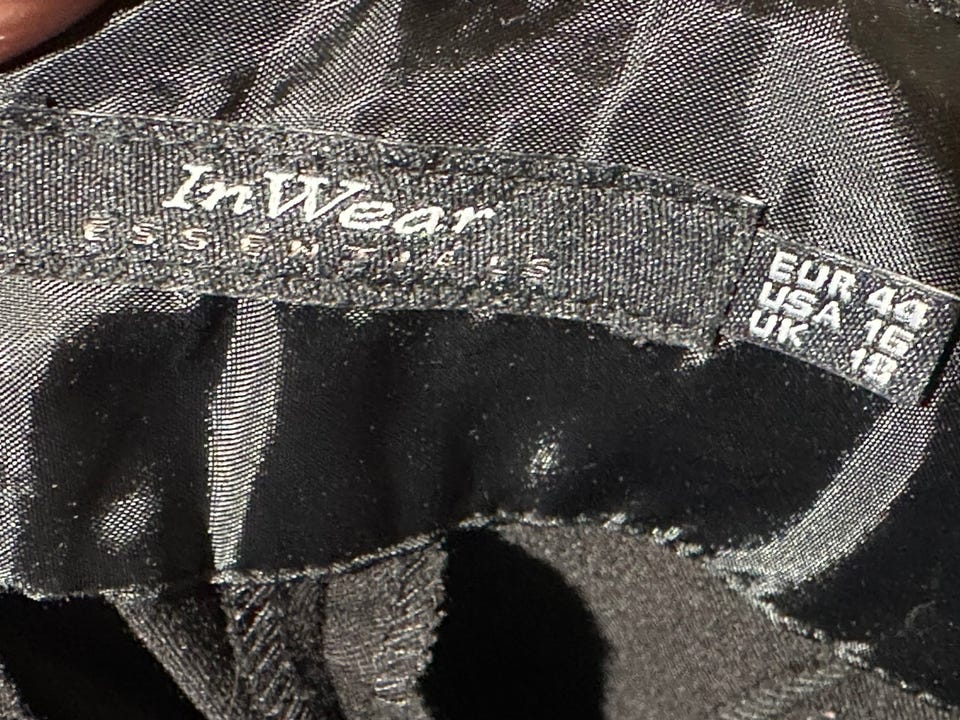 InWear
ESSENTIALS
EUR 44
USA 16
UK 18